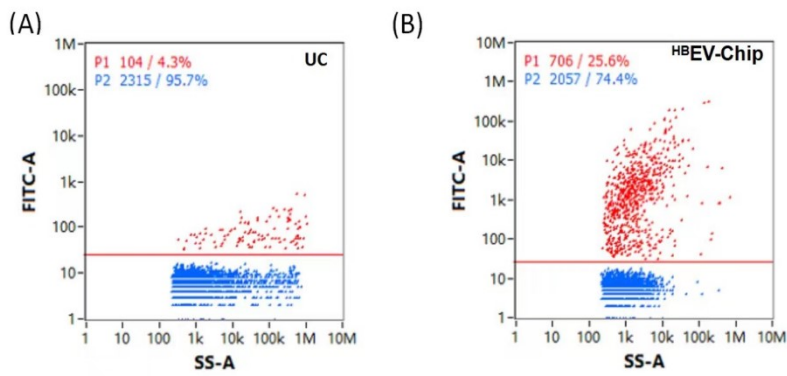 (A)
UC
P1 104 / 4.3%
P2 2315 / 95.7%
FITC-A
1M
100k
10k
1k
100
10
1
1 10 100 1k 10k 100k 1M 10M
SS-A
(B)
HBEV-Chip
P1 706 / 25.6%
P2 2057 / 74.4%
FITC-A
10M
1M
100k
10k
1k
100
10
1
1 10 100 1k 10k 100k 1M 10M
SS-A